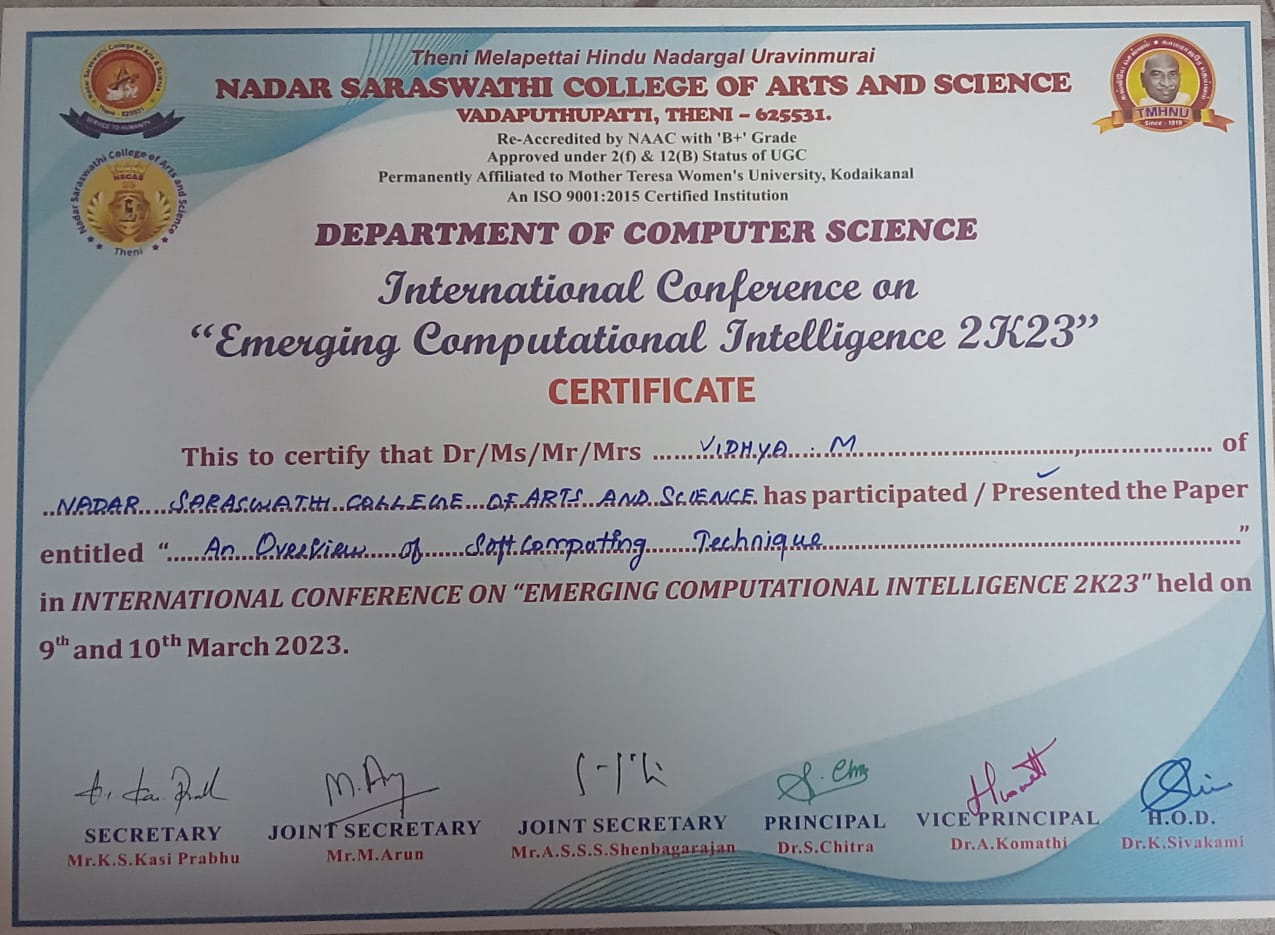 Theni Melapettai Hindu Nadargal Uravinmurai
NADAR SARASWATHI COLLEGE OF ARTS AND SCIENCE
VADAPUTHUPATTI, THENI – 625531.
Re-Accredited by NAAC with 'B+' Grade
Approved under 2(f) & 12(B) Status of UGC
Permanently Affiliated to Mother Teresa Women's University, Kodaikanal
An ISO 9001:2015 Certified Institution
Nadar Saraswathi College of Arts & Science
Theni - 625531
SERVICE TO HUMANITY
Nadar Saraswathi College of Arts and Science
NSCAS
Theni
TMHNU
Since - 1919
DEPARTMENT OF COMPUTER SCIENCE
International Conference on
“Emerging Computational Intelligence 2K23”
CERTIFICATE
This to certify that Dr/Ms/Mr/Mrs ......VIDHYA....M.......................................,........................ of
..NADAR....SARASWATHI..COLLEGE...OF.ARTS..AND.SCIENCE. has participated / Presented the Paper
entitled “.....An Overview.....of......Soft.Computing.......Technique............................................................”
in INTERNATIONAL CONFERENCE ON “EMERGING COMPUTATIONAL INTELLIGENCE 2K23" held on
9th and 10th March 2023.
M.Arun
S. Chitra
SECRETARY JOINT SECRETARY JOINT SECRETARY PRINCIPAL VICE PRINCIPAL H.O.D.
Mr.K.S.Kasi Prabhu Mr.M.Arun Mr.A.S.S.S.Shenbagarajan Dr.S.Chitra Dr.A.Komathi Dr.K.Sivakami